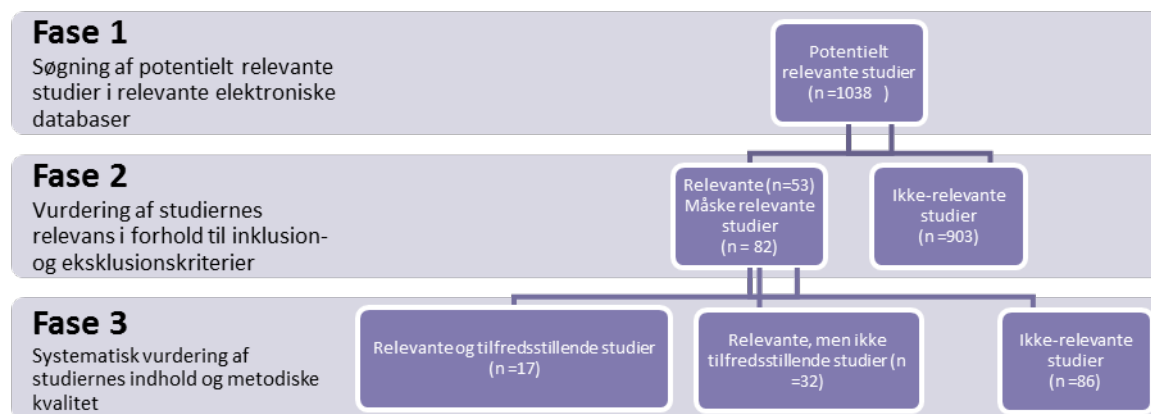 Fase 1
Søgning af potentielt relevante
studier i relevante elektroniske
databaser
Potentielt
relevante studier
(n =1038 )
Fase 2
Vurdering af studiernes
relevans i forhold til inklusion-
og eksklusionskriterier
Relevante (n=53)
Måske relevante
studier
(n = 82)
Ikke-relevante
studier
(n =903)
Fase 3
Systematisk vurdering af
studiernes indhold og metodiske
kvalitet
Relevante og tilfredsstillende studier
(n =17)
Relevante, men ikke
tilfredsstillende studier (n
=32)
Ikke-relevante
studier
(n =86)